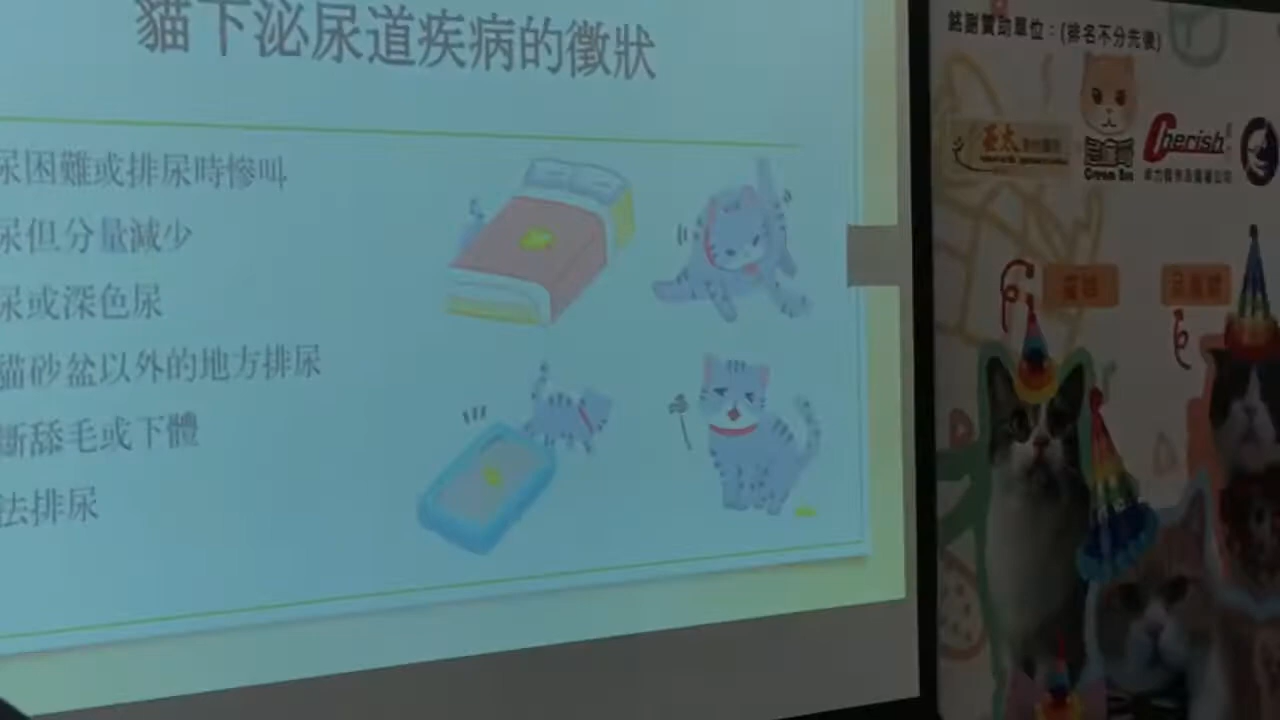 貓下泌尿道疾病的徵狀
尿困難或排尿時慘叫
尿但分量減少
尿或深色尿
貓砂盆以外的地方排尿
斷舔毛或下體
法排尿
銘謝贊助單位：(排名不分先後)
亞太
Cherish